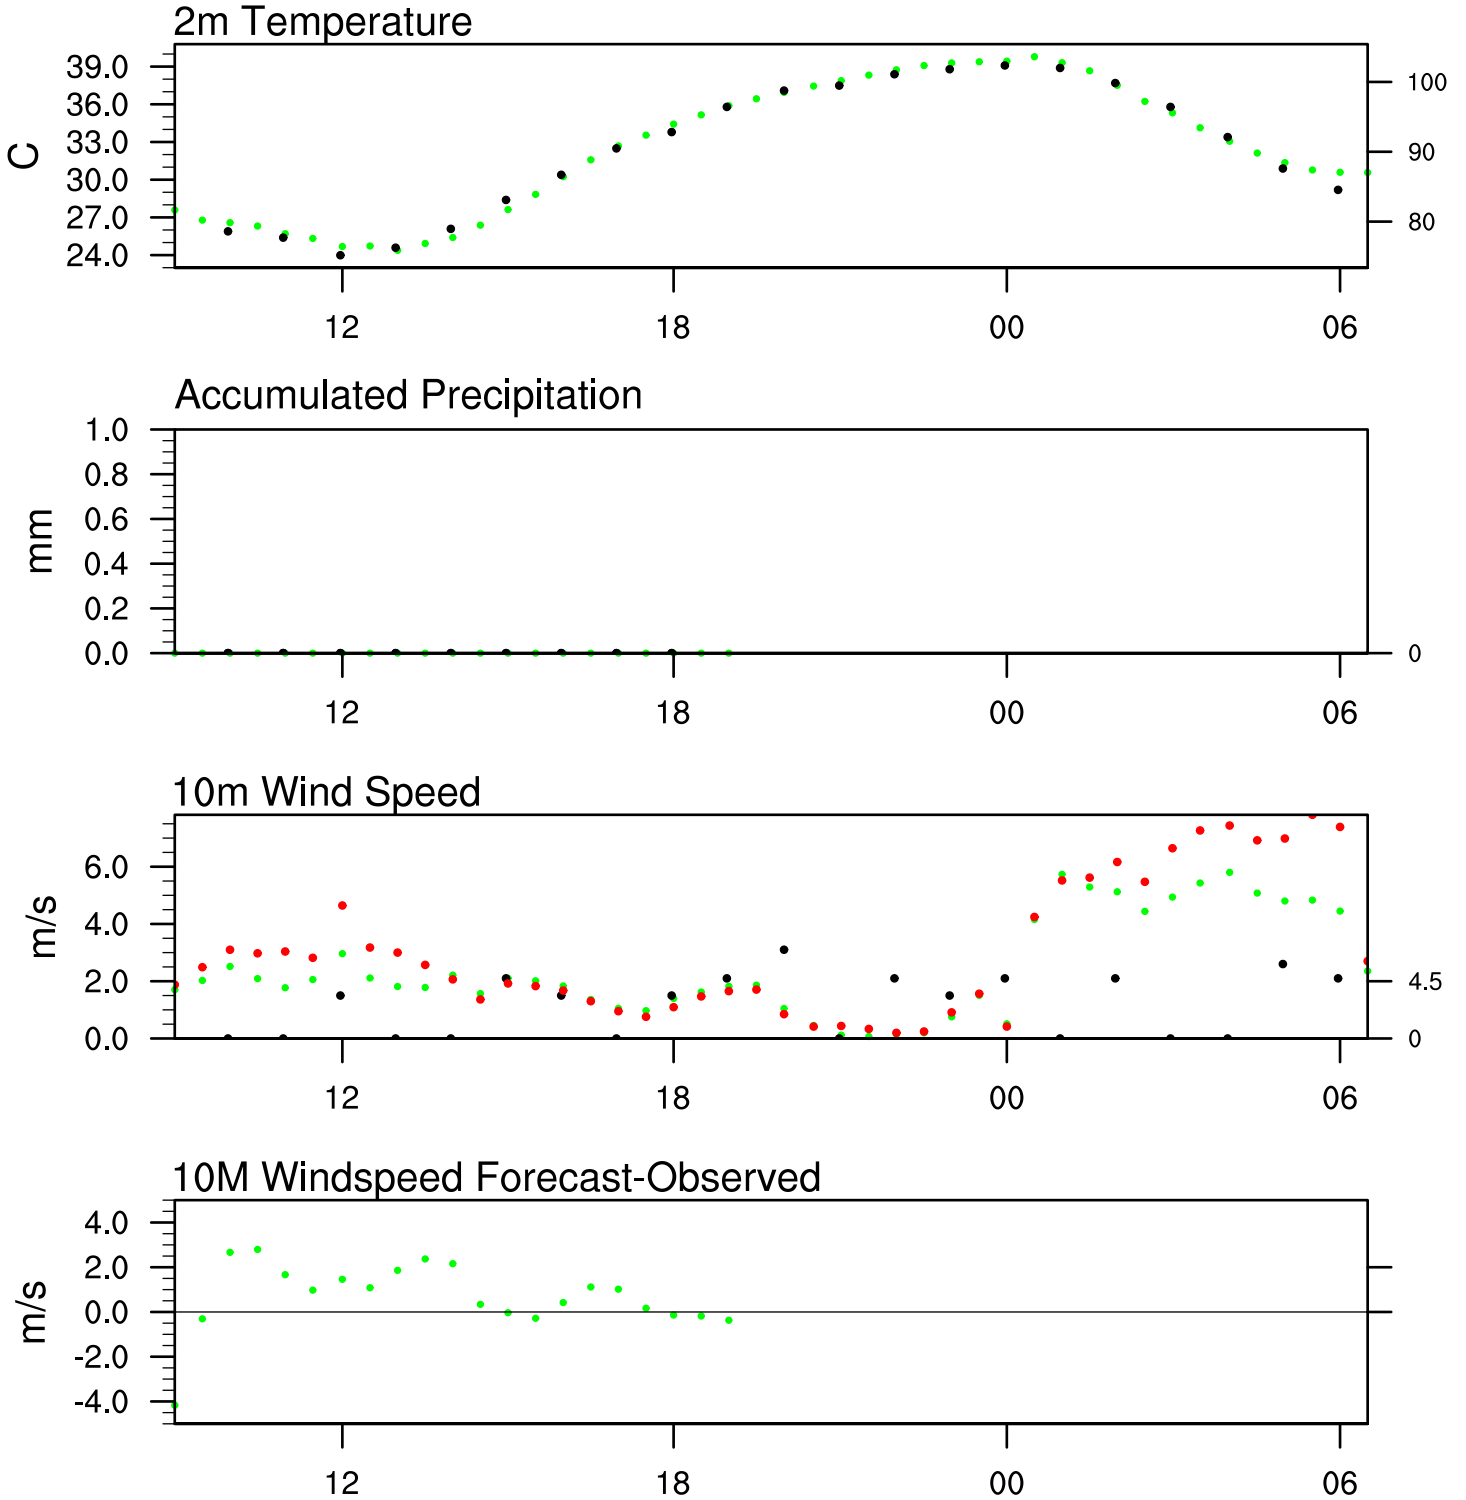 2m Temperature
39.0
36.0
33.0
30.0
27.0
24.0
C
100
90
80
12 18 00 06
Accumulated Precipitation
1.0
0.8
0.6
0.4
0.2
0.0
mm
0
12 18 00 06
10m Wind Speed
6.0
4.0
2.0
0.0
m/s
4.5
0
12 18 00 06
10M Windspeed Forecast-Observed
4.0
2.0
0.0
-2.0
-4.0
m/s
12 18 00 06